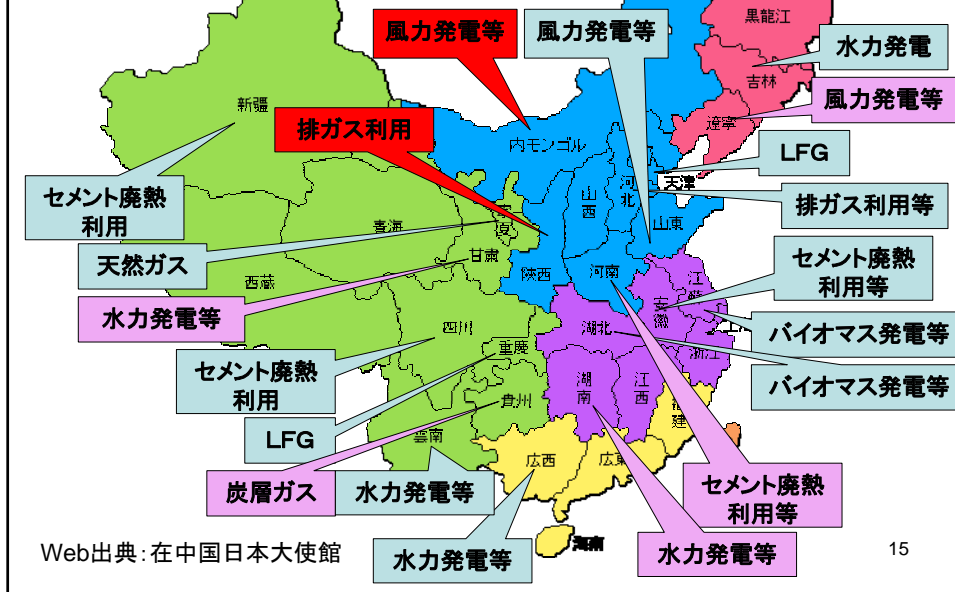 黒龍江
風力発電等
風力発電等
水力発電
吉林
風力発電等
新疆
遼寧
排ガス利用
内モンゴル
LFG
天津
河北
山西
セメント廃熱
利用
排ガス利用等
山東
青海
天然ガス
甘粛
陝西
河南
セメント廃熱
利用等
西蔵
水力発電等
安徽
四川
湖北
バイオマス発電等
重慶
浙江
セメント廃熱
利用
湖南
江西
バイオマス発電等
貴州
LFG
雲南
広西
広東
炭層ガス
水力発電等
セメント廃熱
利用等
水力発電等
海南
水力発電等
Web出典：在中国日本大使館
15